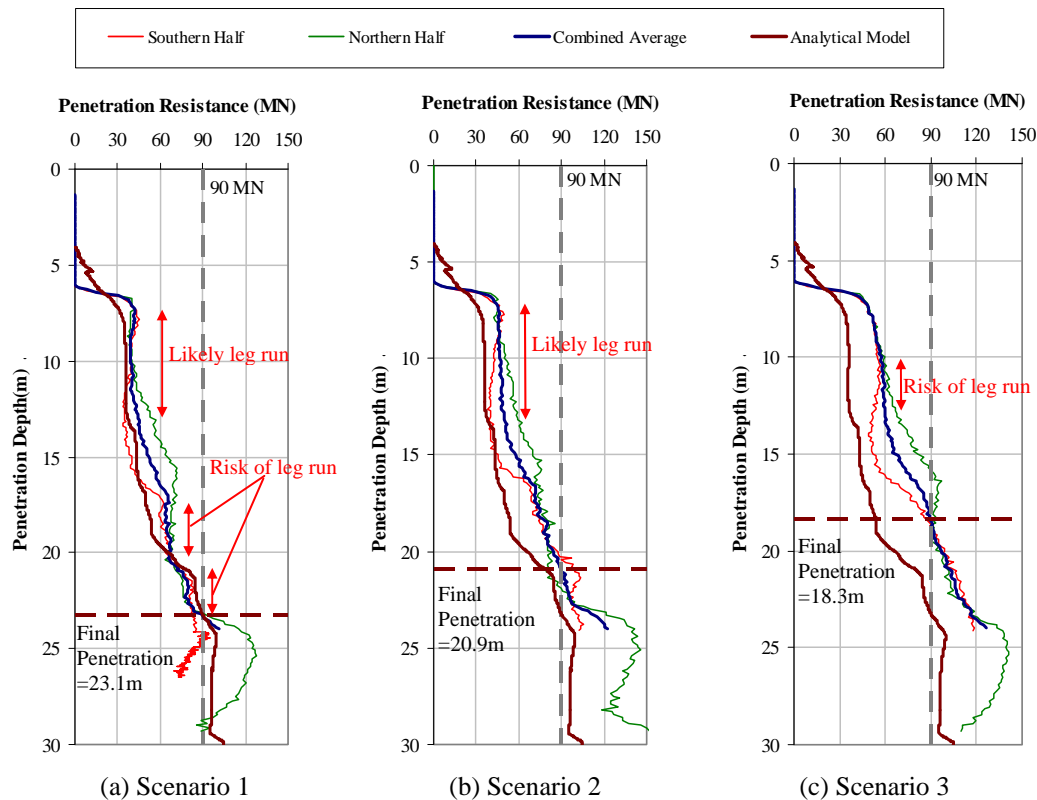 Southern Half Northern Half Combined Average Analytical Model
Penetration Resistance (MN)
0 30 60 90 120 150
0
5
10
15
20
25
30
Penetration Depth(m) .
90 MN
Likely leg run
Risk of leg run
Final
Penetration
=23.1m
(a) Scenario 1
Penetration Resistance (MN)
0 30 60 90 120 150
0
5
10
15
20
25
30
Penetration Depth (m) .
90 MN
Likely leg run
Final
Penetration
=20.9m
(b) Scenario 2
Penetration Resistance (MN)
0 30 60 90 120 150
0
5
10
15
20
25
30
Penetration Depth (m) .
90 MN
Risk of leg run
Final
Penetration
=18.3m
(c) Scenario 3